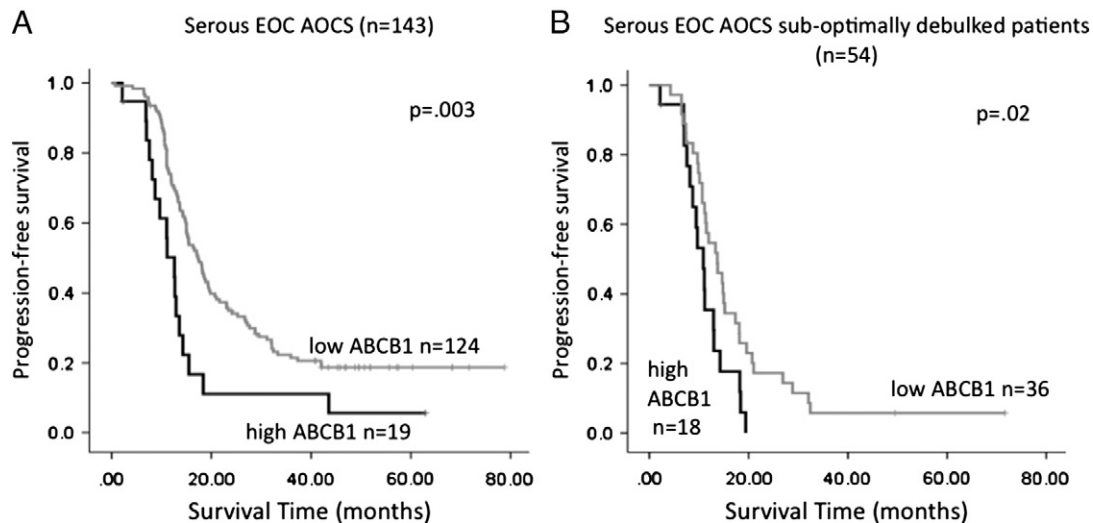 A
Serous EOC AOCS (n=143)
Progression-free survival
1.0
0.8
0.6
0.4
0.2
0.0
p=.003
low ABCB1 n=124
high ABCB1 n=19
.00
20.00
40.00
60.00
80.00
Survival Time (months)
B
Serous EOC AOCS sub-optimally debulked patients
(n=54)
Progression-free survival
1.0
0.8
0.6
0.4
0.2
0.0
p=.02
high
ABCB1
n=18
low ABCB1 n=36
.00
20.00
40.00
60.00
80.00
Survival Time (months)